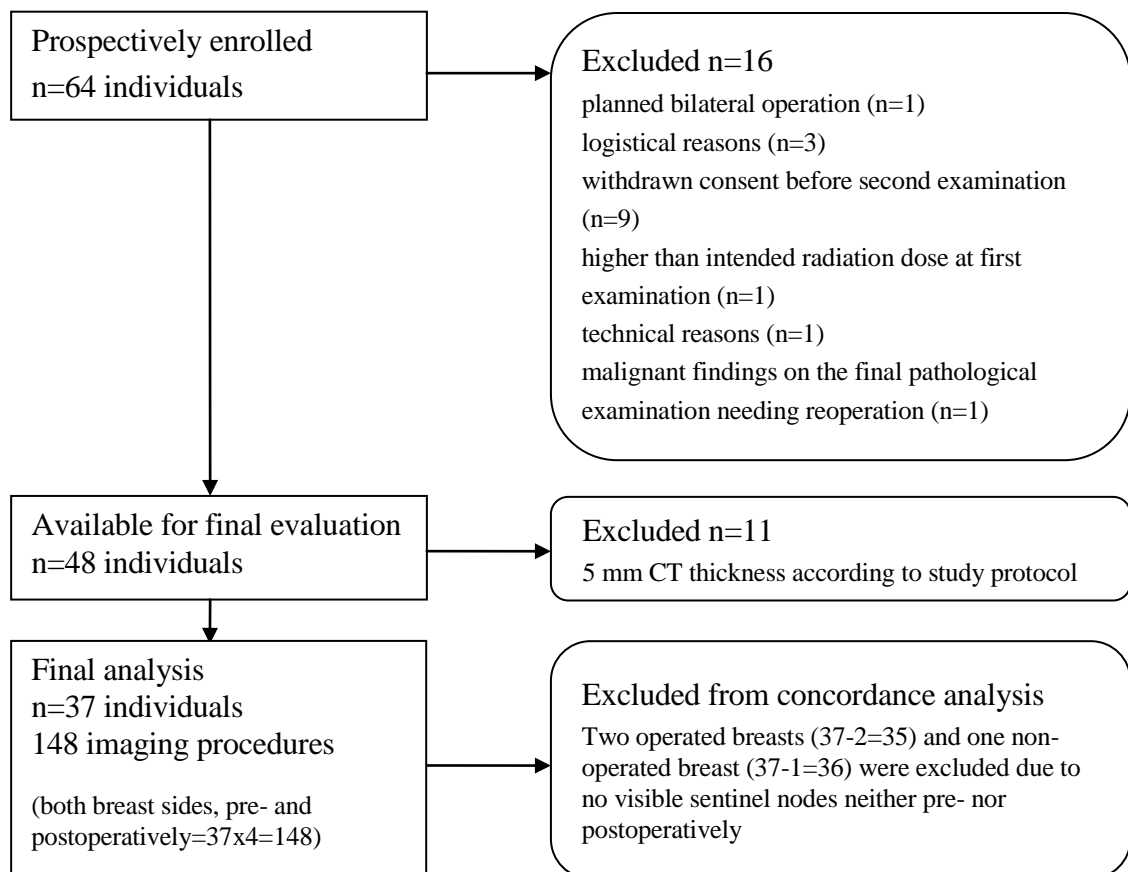 Prospectively enrolled
n=64 individuals
Excluded n=16
planned bilateral operation (n=1)
logistical reasons (n=3)
withdrawn consent before second examination
(n=9)
higher than intended radiation dose at first
examination (n=1)
technical reasons (n=1)
malignant findings on the final pathological
examination needing reoperation (n=1)
Available for final evaluation
n=48 individuals
Excluded n=11
5 mm CT thickness according to study protocol
Final analysis
n=37 individuals
148 imaging procedures
(both breast sides, pre- and
postoperatively=37x4=148)
Excluded from concordance analysis
Two operated breasts (37-2=35) and one non-
operated breast (37-1=36) were excluded due to
no visible sentinel nodes neither pre- nor
postoperatively